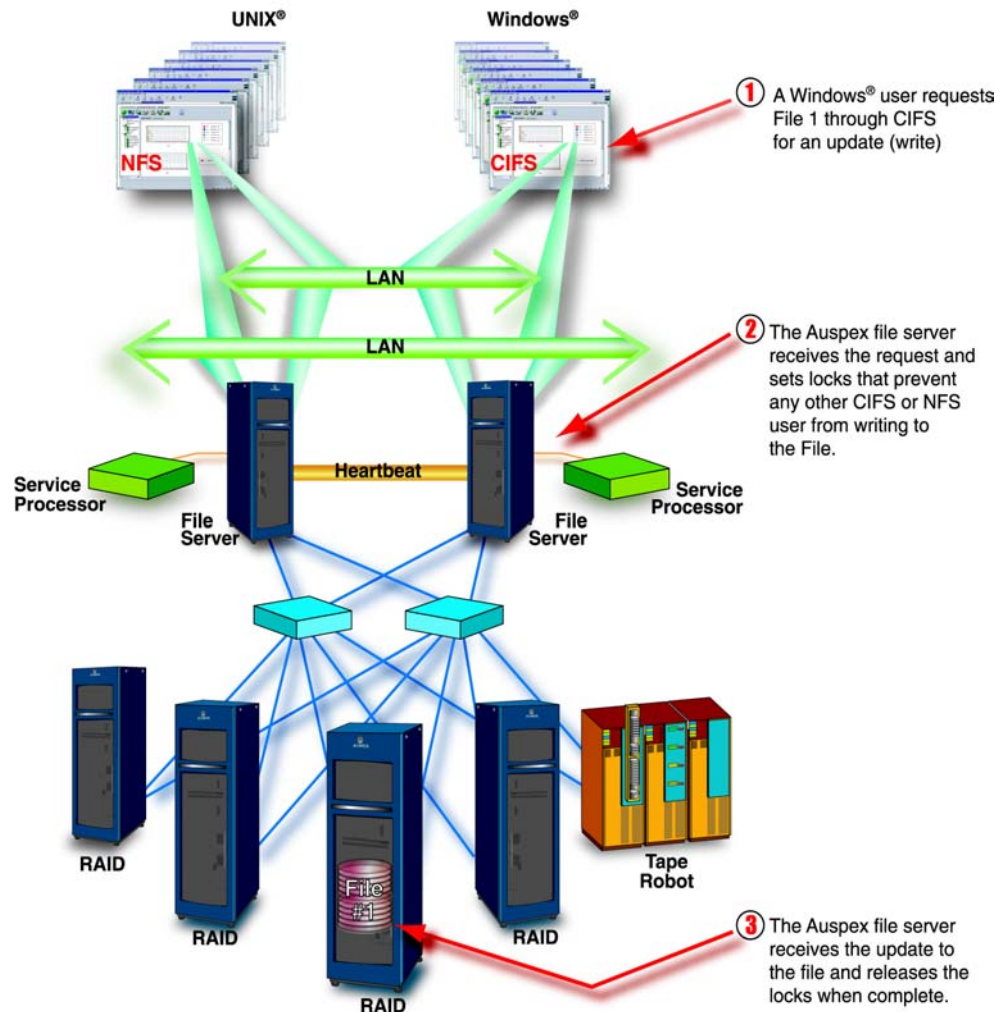 UNIX®
Windows®
NFS
CIFS
① A Windows® user requests
File 1 through CIFS
for an update (write)
LAN
LAN
② The Auspex file server
receives the request and
sets locks that prevent
any other CIFS or NFS
user from writing to
the File.
Heartbeat
Service
Processor
File
Server
File
Server
Service
Processor
RAID
RAID
File
#1
RAID
RAID
Tape
Robot
③ The Auspex file server
receives the update to
the file and releases the
locks when complete.